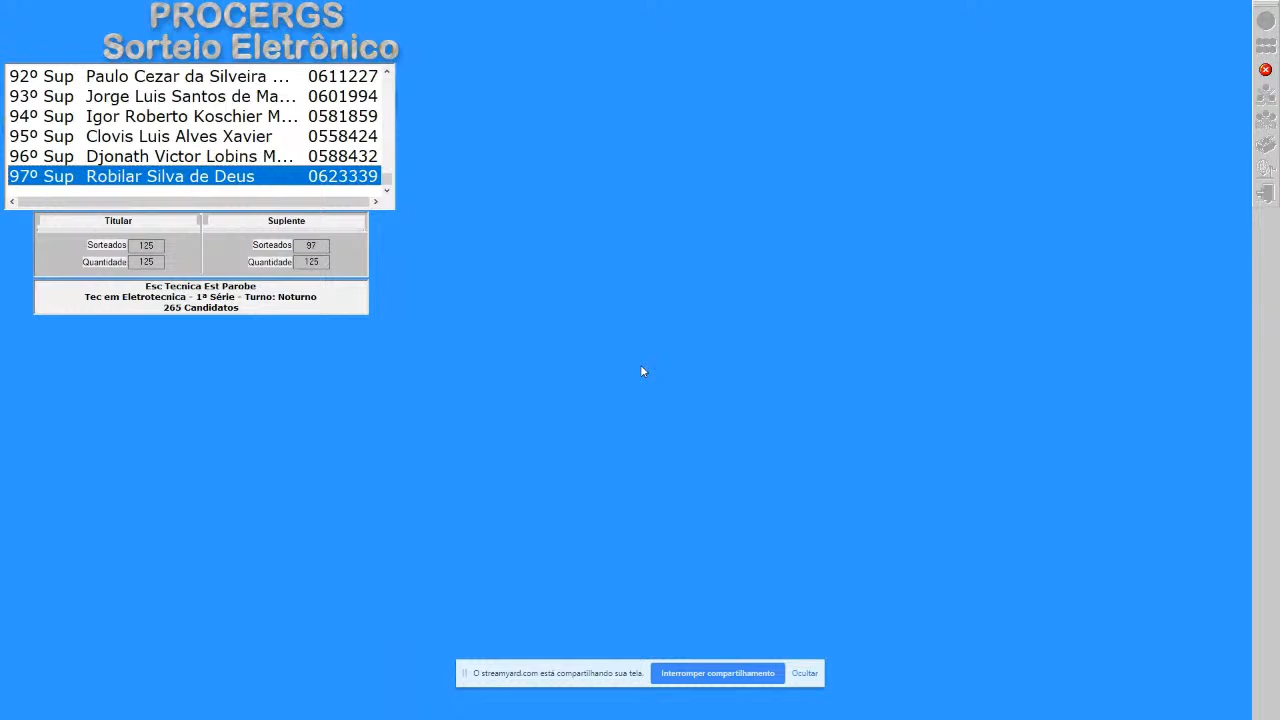 PROCERGS
Sorteio Eletrônico
92º Sup Paulo Cezar da Silveira ... 0611227
93º Sup Jorge Luis Santos de Ma... 0601994
94º Sup Igor Roberto Koschier M... 0581859
95º Sup Clovis Luis Alves Xavier 0558424
96º Sup Djonath Victor Lobins M... 0588432
97º Sup Robilar Silva de Deus 0623339
Titular Suplente
Sorteados 125 Sorteados 97
Quantidade 125 Quantidade 125
Esc Tecnica Est Parobe
Tec em Eletrotecnica - 1ª Série - Turno: Noturno
265 Candidatos
O streamyard.com está compartilhando sua tela. Interromper compartilhamento Ocultar